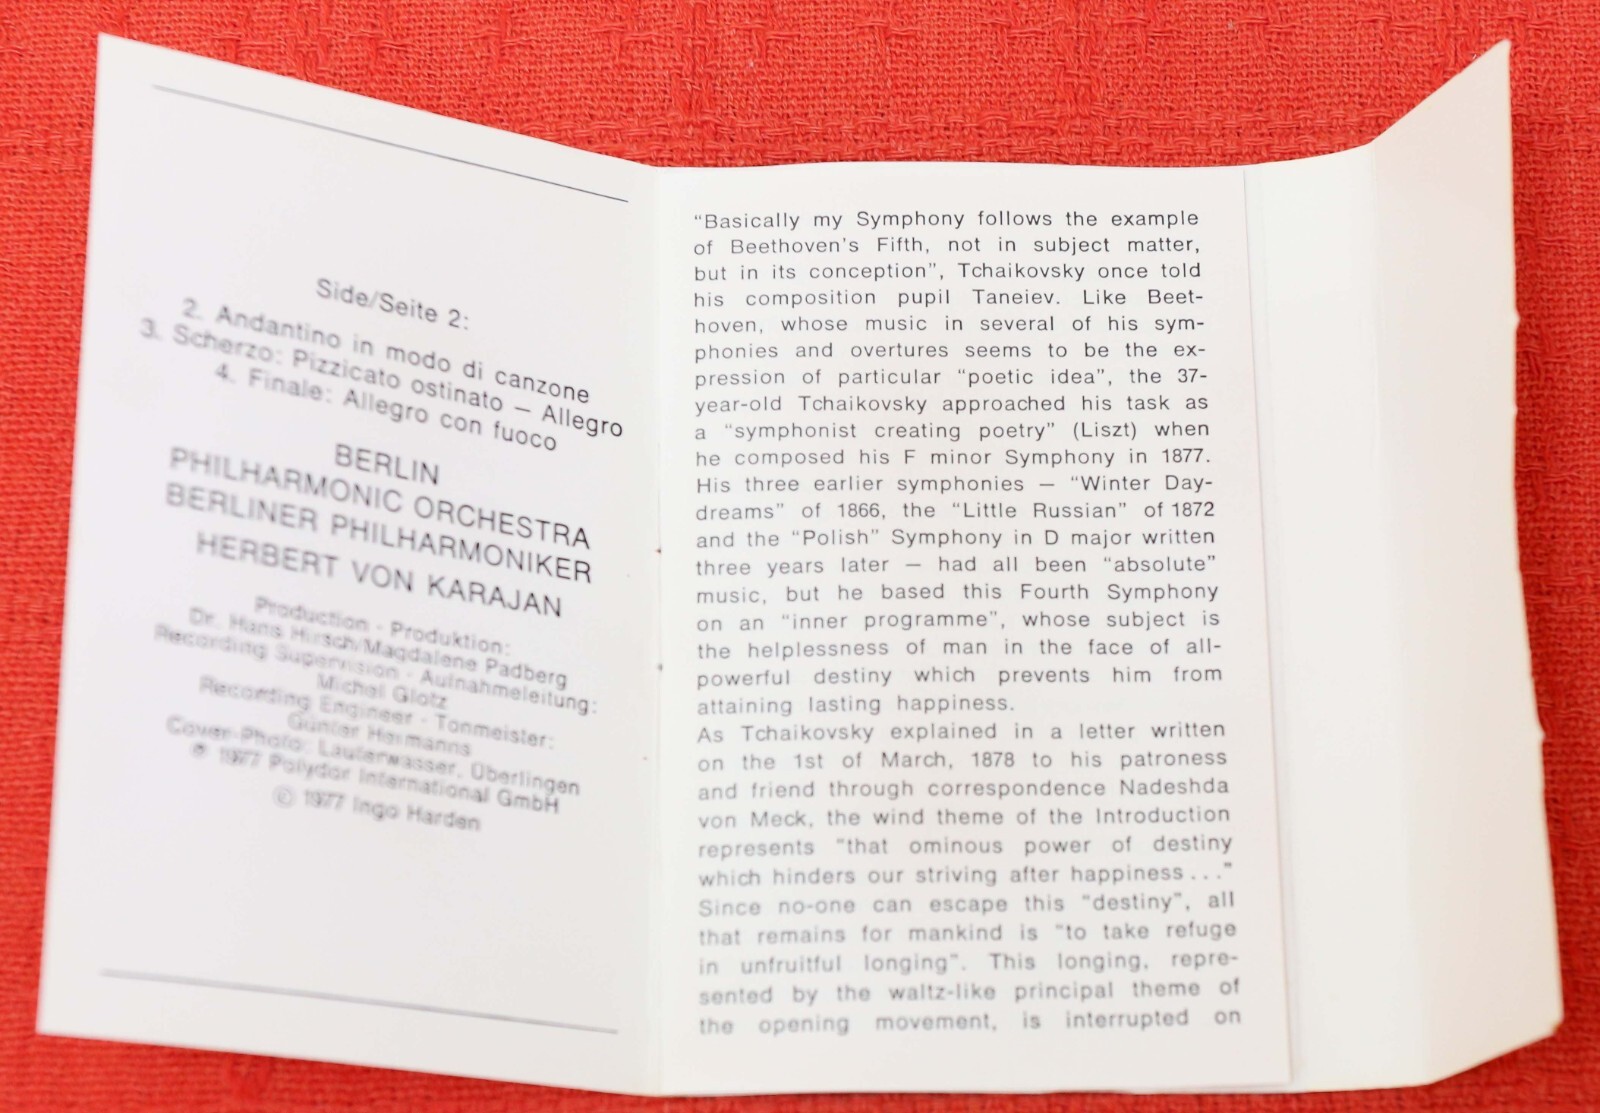 Side/Seite 2:
2. Andantino in modo di canzone
3. Scherzo: Pizzicato ostinato – Allegro
4. Finale: Allegro con fuoco
BERLIN
PHILHARMONIC ORCHESTRA
BERLINER PHILHARMONIKER
HERBERT VON KARAJAN
Production · Produktion:
Dr. Hans Hirsch/Magdalene Padberg
Recording Supervision · Aufnahmeleitung:
Michel Glotz
Recording Engineer · Tonmeister:
Günter Hermanns
Cover-Photo: Lauterwasser, Überlingen
℗ 1977 Polydor International GmbH
© 1977 Ingo Harden
“Basically my Symphony follows the example
of Beethoven's Fifth, not in subject matter,
but in its conception”, Tchaikovsky once told
his composition pupil Taneiev. Like Beet-
hoven, whose music in several of his sym-
phonies and overtures seems to be the ex-
pression of particular “poetic idea”, the 37-
year-old Tchaikovsky approached his task as
a “symphonist creating poetry” (Liszt) when
he composed his F minor Symphony in 1877.
His three earlier symphonies – “Winter Day-
dreams” of 1866, the “Little Russian” of 1872
and the “Polish” Symphony in D major written
three years later – had all been “absolute”
music, but he based this Fourth Symphony
on an “inner programme”, whose subject is
the helplessness of man in the face of all-
powerful destiny which prevents him from
attaining lasting happiness.
As Tchaikovsky explained in a letter written
on the 1st of March, 1878 to his patroness
and friend through correspondence Nadeshda
von Meck, the wind theme of the Introduction
represents “that ominous power of destiny
which hinders our striving after happiness...”
Since no-one can escape this “destiny”, all
that remains for mankind is “to take refuge
in unfruitful longing”. This longing, repre-
sented by the waltz-like principal theme of
the opening movement, is interrupted on